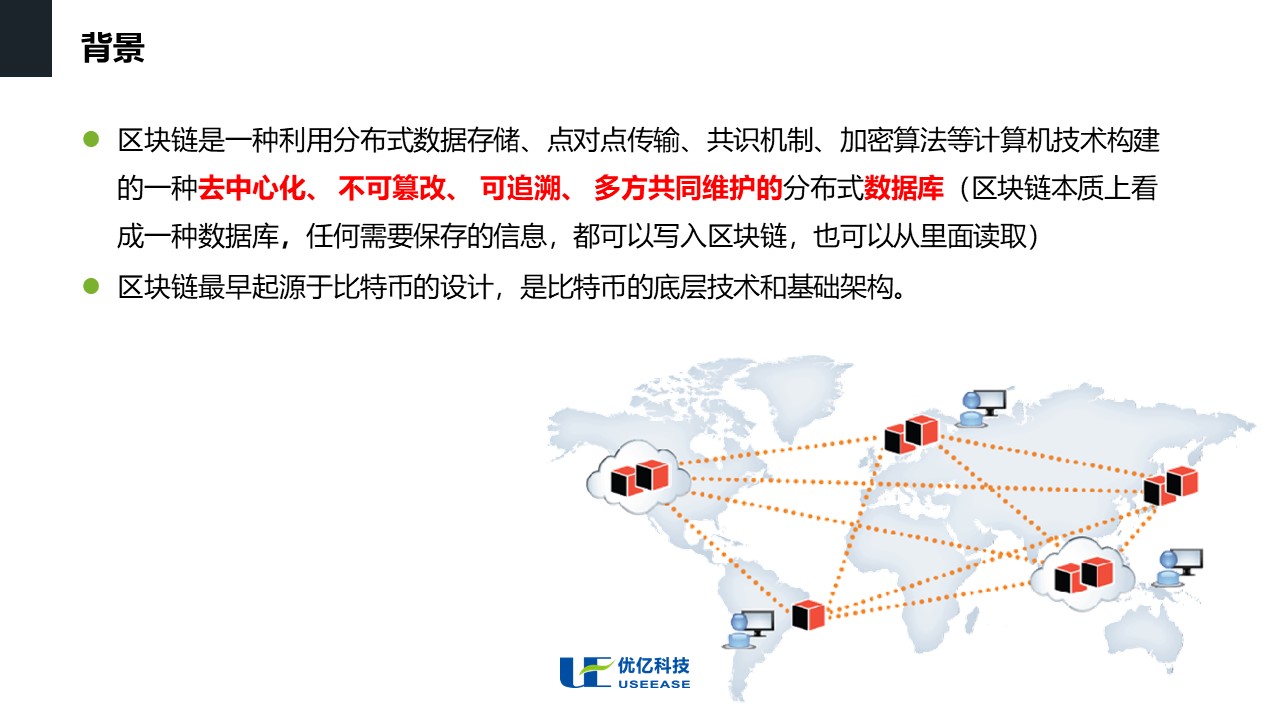 背景
区块链是一种利用分布式数据存储、点对点传输、共识机制、加密算法等计算机技术构建
的一种去中心化、 不可篡改、 可追溯、 多方共同维护的分布式数据库（区块链本质上看
成一种数据库，任何需要保存的信息，都可以写入区块链，也可以从里面读取）
区块链最早起源于比特币的设计，是比特币的底层技术和基础架构。
优亿科技
USEEASE